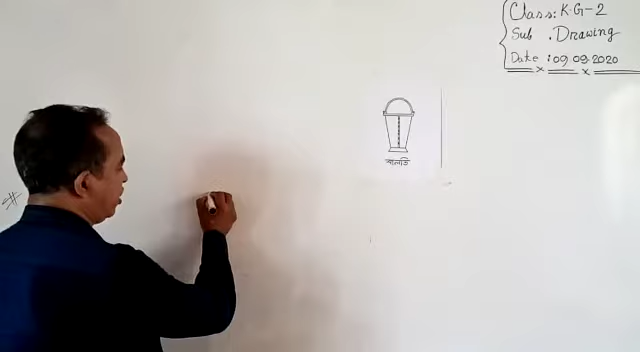 Class: K.G-2
Sub . Drawing
Date : 09.09.2020
বালতি